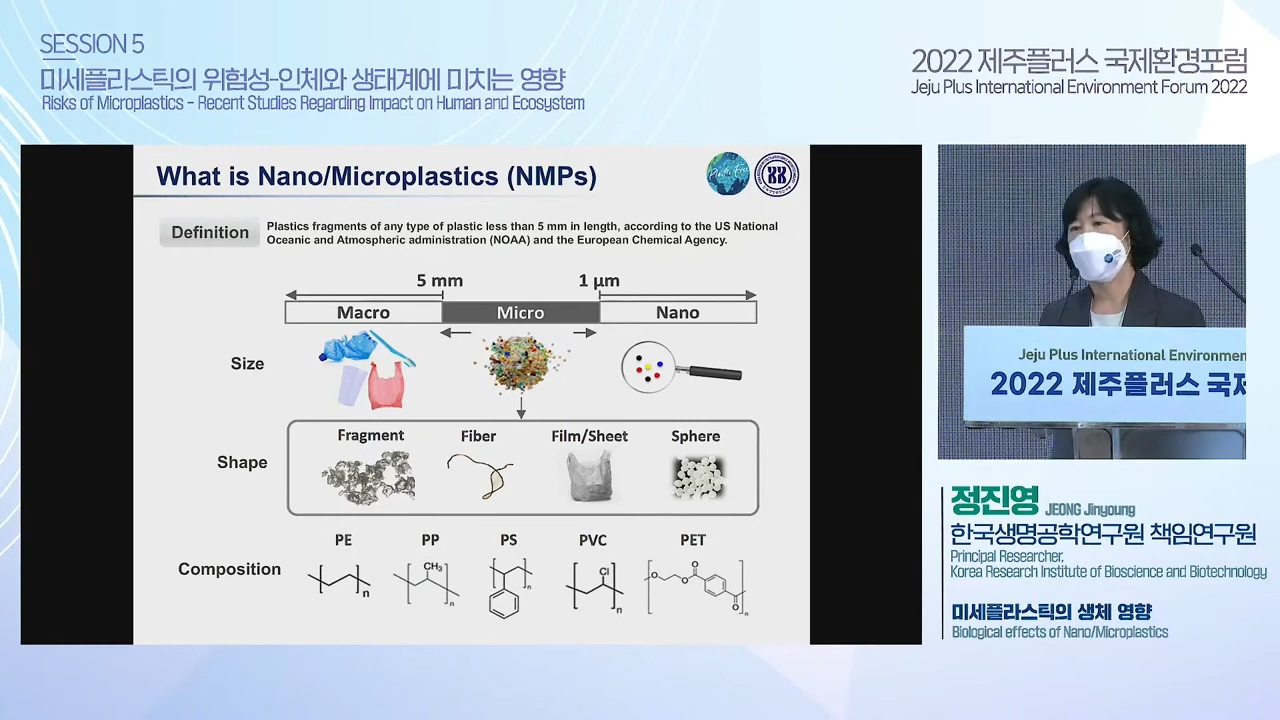 SESSION 5
미세플라스틱의 위험성-인체와 생태계에 미치는 영향
Risks of Microplastics - Recent Studies Regarding Impact on Human and Ecosystem
2022 제주플러스 국제환경포럼
Jeju Plus International Environment Forum 2022
What is Nano/Microplastics (NMPs)
Definition
Plastics fragments of any type of plastic less than 5 mm in length, according to the US National
Oceanic and Atmospheric administration (NOAA) and the European Chemical Agency.
5 mm
1 μm
Macro
Micro
Nano
Size
Shape
Fragment
Fiber
Film/Sheet
Sphere
Composition
PE
PP
PS
PVC
PET
n
CH3
n
n
Cl
n
O
O
O
O
n
Jeju Plus International Environmen
2022 제주플러스 국제
정진영 JEONG Jinyoung
한국생명공학연구원 책임연구원
Principal Researcher,
Korea Research Institute of Bioscience and Biotechnology
미세플라스틱의 생체 영향
Biological effects of Nano/Microplastics